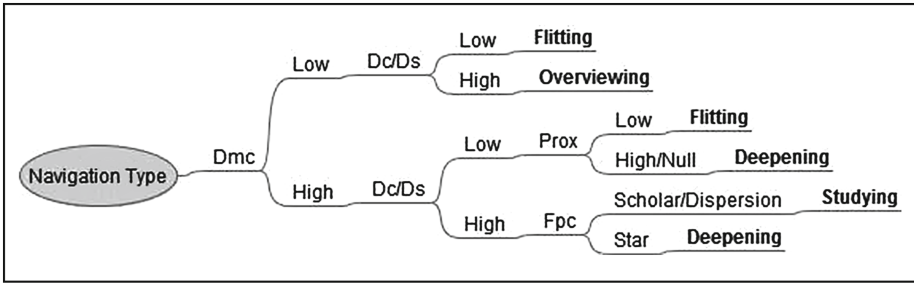 Navigation Type
Dmc
Low
Dc/Ds
Low
Flitting
High
Overviewing
High
Dc/Ds
Low
Prox
Low
Flitting
High/Null
Deepening
High
Fpc
Scholar/Dispersion
Studying
Star
Deepening